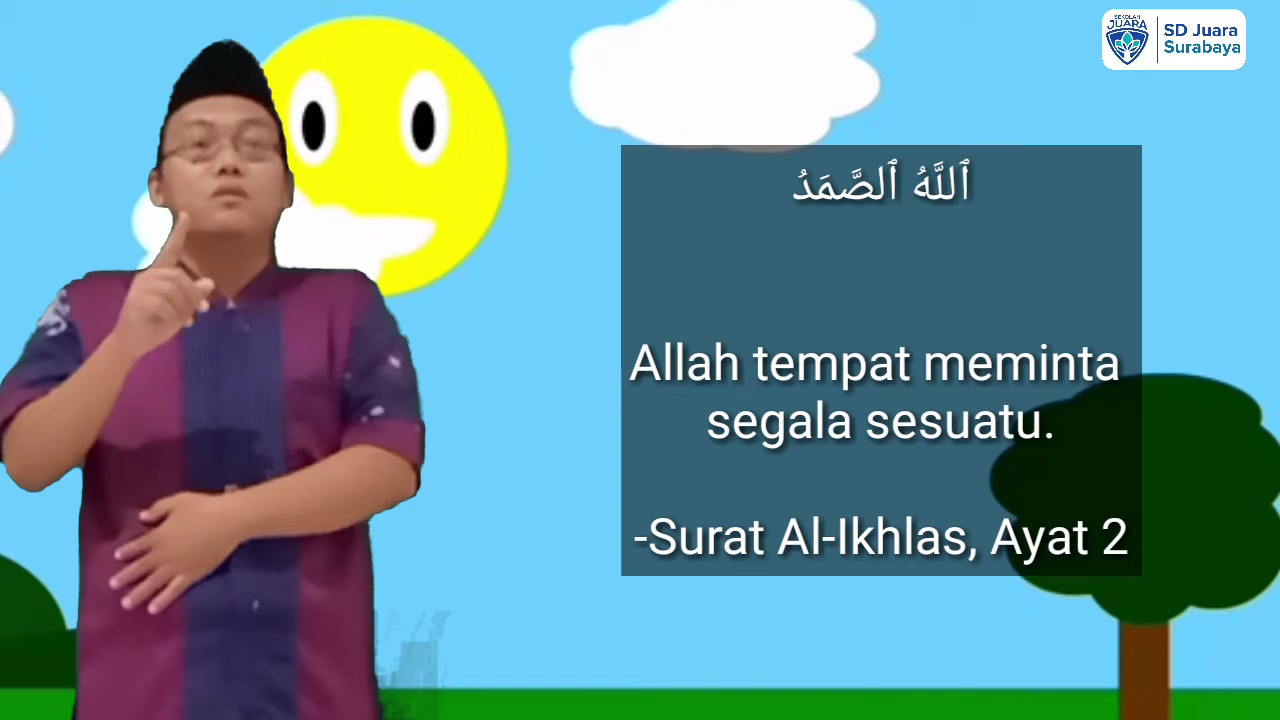 SEKOLAH
JUARA
SD Juara
Surabaya
ٱللَّهُ ٱلصَّمَدُ
Allah tempat meminta
segala sesuatu.
-Surat Al-Ikhlas, Ayat 2